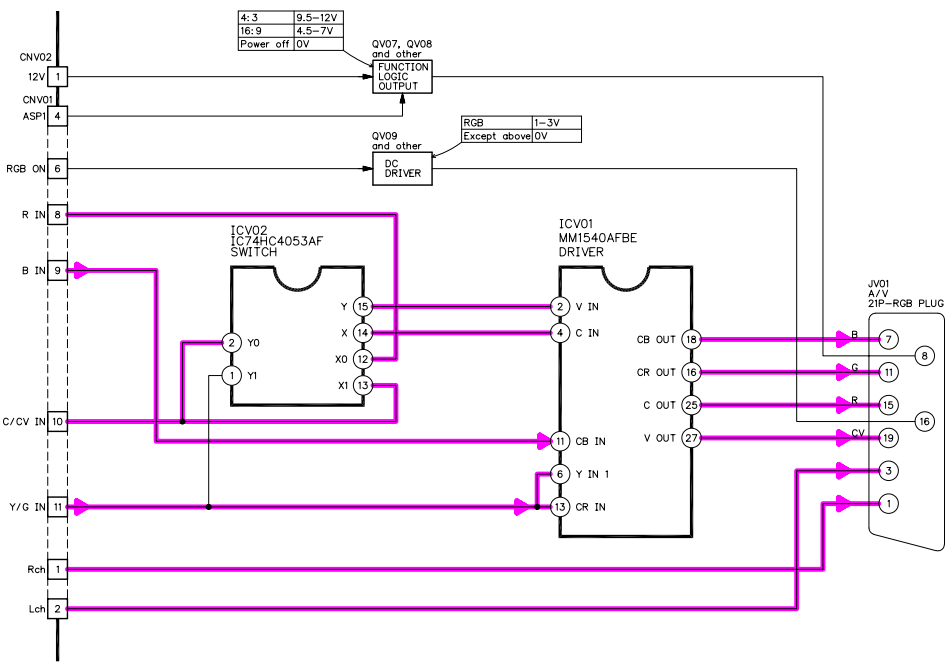 4:3 9.5-12V
16:9 4.5-7V
Power off 0V
QV07, QV08
and other
FUNCTION
LOGIC
OUTPUT
CNV02
12V 1
CNV01
ASP1 4
RGB 1-3V
Except above 0V
QV09
and other
DC
DRIVER
RGB ON 6
R IN 8
B IN 9
C/CV IN 10
Y/G IN 11
Rch 1
Lch 2
ICV02
IC74HC4053AF
SWITCH
2 Y0
1 Y1
Y 15
X 14
X0 12
X1 13
ICV01
MM1540AFBE
DRIVER
2 V IN
4 C IN
11 CB IN
6 Y IN 1
13 CR IN
CB OUT 18
CR OUT 16
C OUT 25
V OUT 27
JV01
A/V
21P-RGB PLUG
B 7
8
G 11
R 15
16
CV 19
3
1